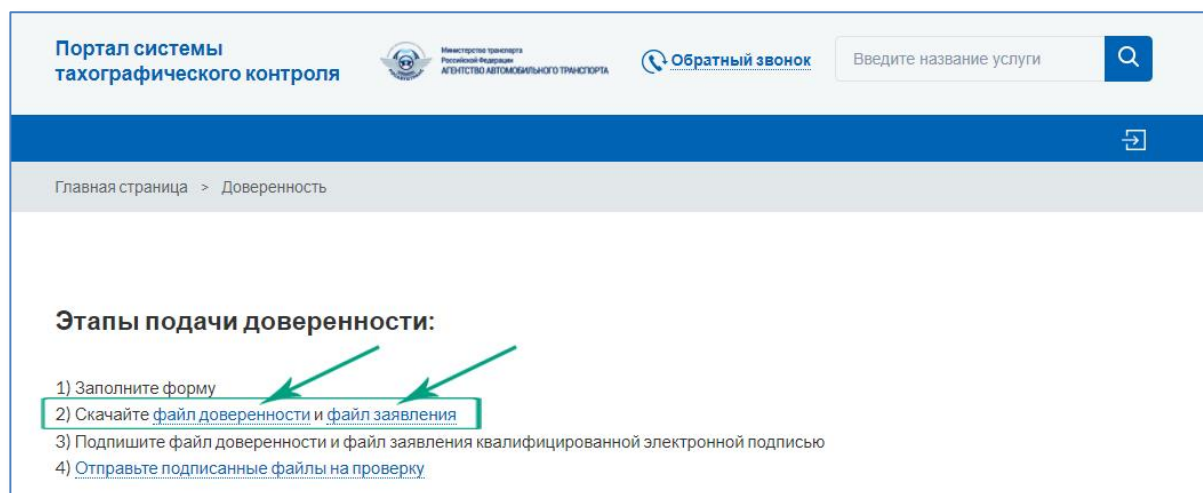 Портал системы
тахографического контроля
Министерство транспорта
Российской Федерации
АГЕНТСТВО АВТОМОБИЛЬНОГО ТРАНСПОРТА
Обратный звонок
Введите название услуги
Главная страница > Доверенность
Этапы подачи доверенности:
1) Заполните форму
2) Скачайте файл доверенности и файл заявления
3) Подпишите файл доверенности и файл заявления квалифицированной электронной подписью
4) Отправьте подписанные файлы на проверку